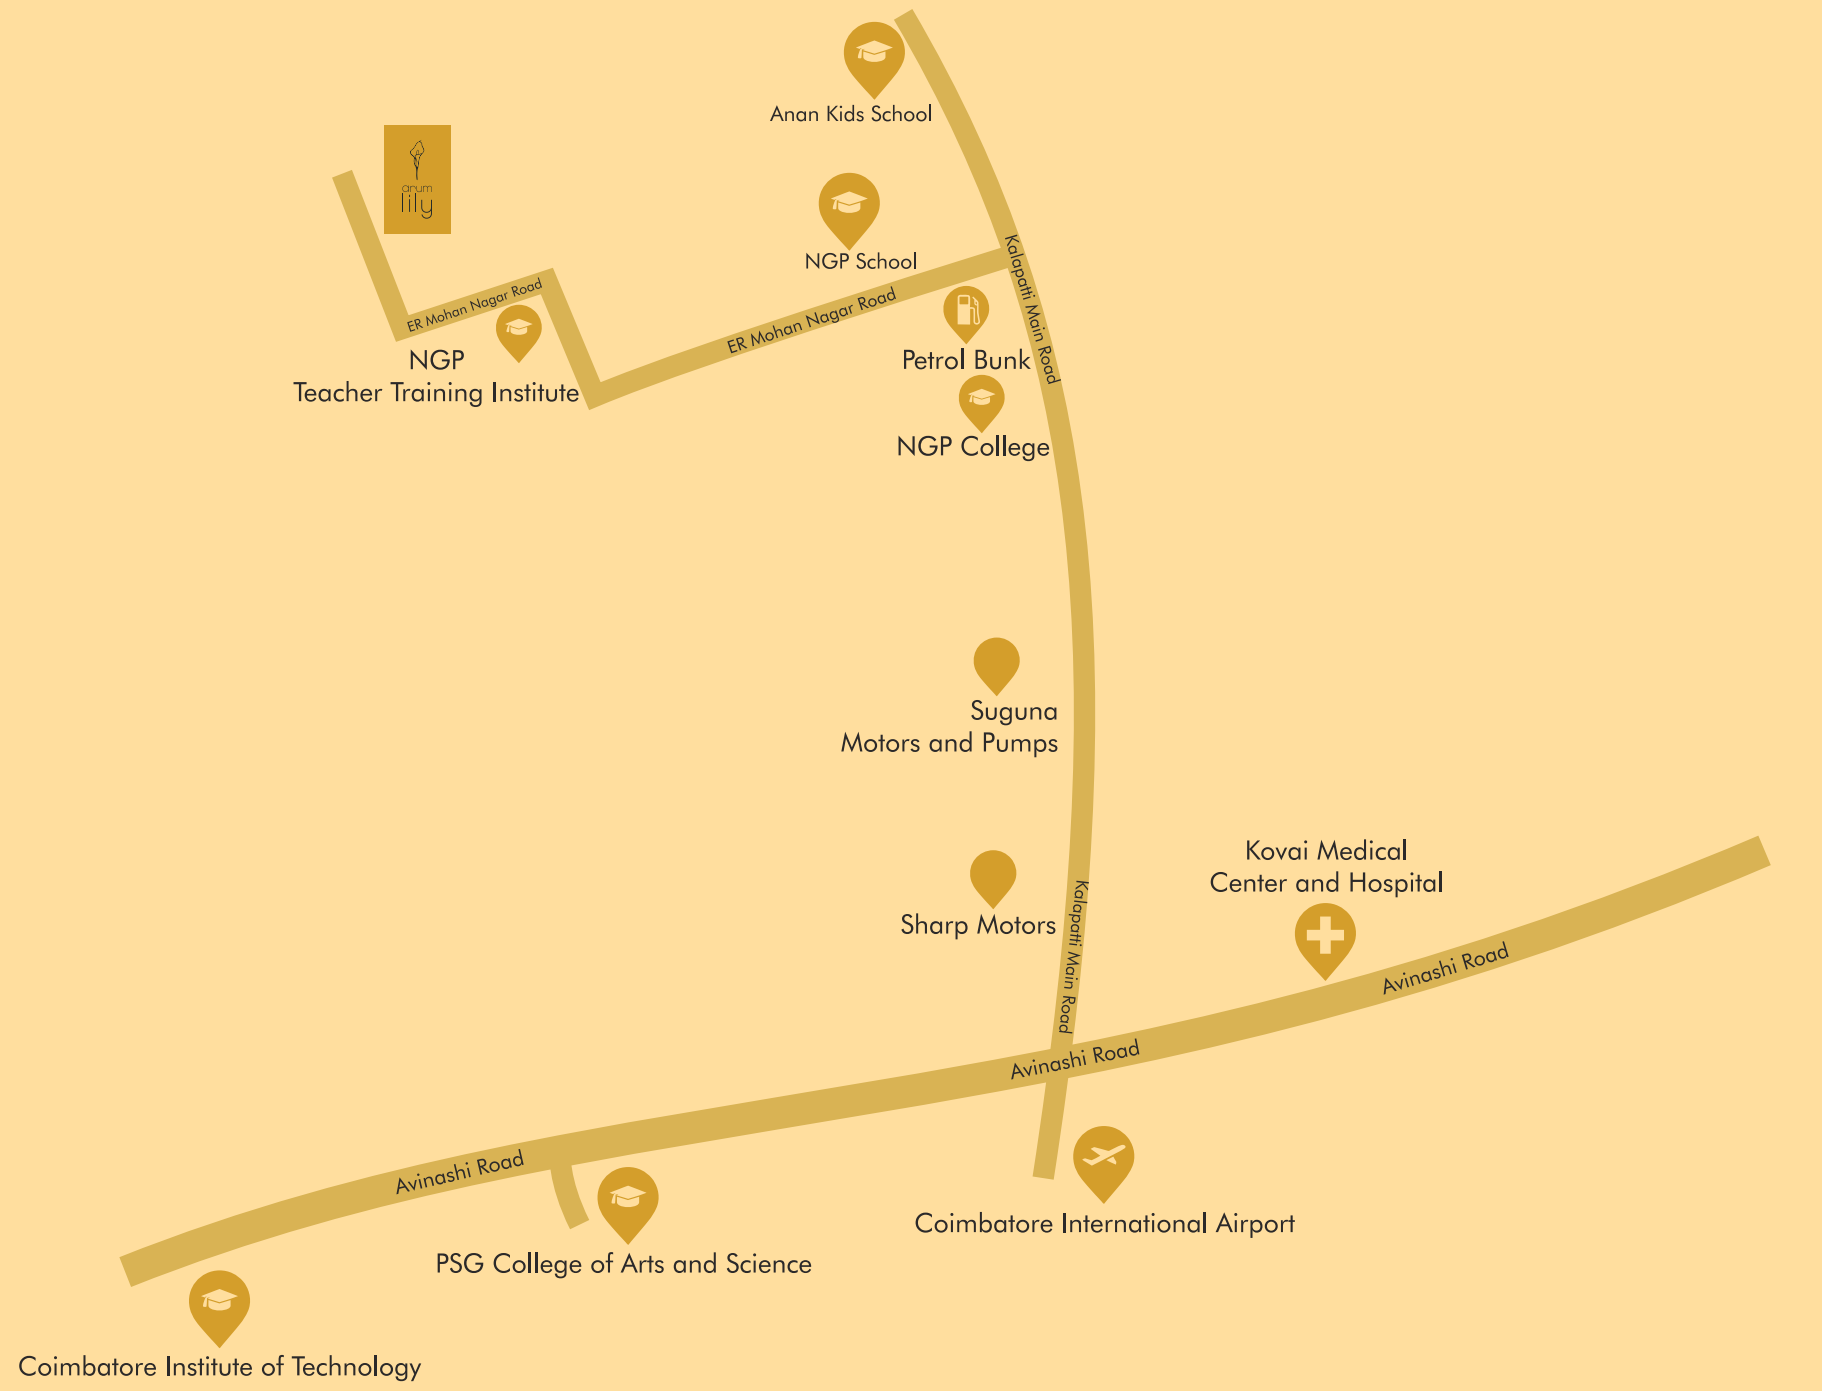 Anan Kids School
arum
lily
NGP School
Kalapatti Main Road
ER Mohan Nagar Road
ER Mohan Nagar Road
NGP
Teacher Training Institute
Petrol Bunk
NGP College
Suguna
Motors and Pumps
Kovai Medical
Center and Hospital
Sharp Motors
Kalapatti Main Road
Avinashi Road
Avinashi Road
Avinashi Road
Coimbatore International Airport
PSG College of Arts and Science
Coimbatore Institute of Technology